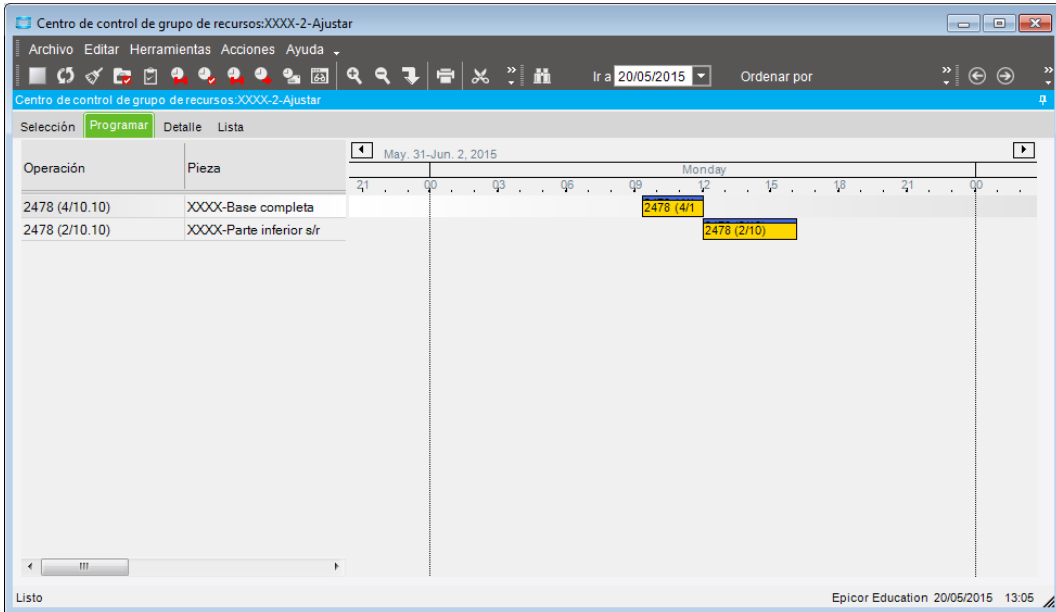 Centro de control de grupo de recursos:XXXX-2-Ajustar
Archivo Editar Herramientas Acciones Ayuda
Ir a 20/05/2015 Ordenar por
Centro de control de grupo de recursos:XXXX-2-Ajustar
Selección Programar Detalle Lista
Operación Pieza
May. 31-Jun. 2, 2015
Monday
21 00 03 06 09 12 15 18 21 00
2478 (4/10.10) XXXX-Base completa 2478 (4/1
2478 (2/10.10) XXXX-Parte inferior s/r 2478 (2/10)
Listo Epicor Education 20/05/2015 13:05